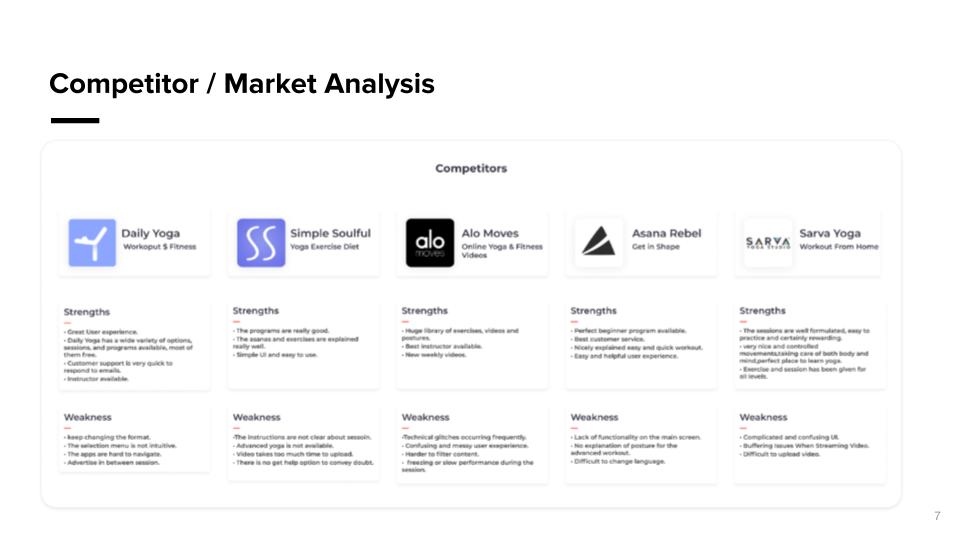 Competitor / Market Analysis
Competitors
Daily Yoga
Workoput $ Fitness
Simple Soulful
Yoga Exercise Diet
alo
moves
Alo Moves
Online Yoga & Fitness
Videos
Asana Rebel
Get in Shape
SARVA
YOGA STUDIO
Sarva Yoga
Workout From Home
Strengths
• Great User experience.
• Daily Yoga has a wide variety of options,
sessions, and programs available, most of
them free.
• Customer support is very quick to
respond to emails.
• Instructor available.
Strengths
• The programs are really good.
• The asanas and exercises are explained
really well.
• Simple UI and easy to use.
Strengths
• Huge library of exercises, videos and
postures.
• Best instructor available.
• New weekly videos.
Strengths
• Perfect beginner program available.
• Best customer service.
• Nicely explained easy and quick workout.
• Easy and helpful user experience.
Strengths
• The sessions are well formulated, easy to
practice and certainly rewarding.
• very nice and controlled
movements,taking care of both body and
mind,perfect place to learn yoga.
• Exercise and session has been given for
all levels.
Weakness
• keep changing the format.
• The selection menu is not intuitive.
• The apps are hard to navigate.
• Advertise in between session.
Weakness
•The instructions are not clear about sessoin.
• Advanced yoga is not available.
• Video takes too much time to upload.
• There is no get help option to convey doubt.
Weakness
•Technical glitches occurring frequently.
• Confusing and messy user exeperience.
• Harder to filter content.
• freezing or slow performance during the
session.
Weakness
• Lack of functionality on the main screen.
• No explanation of posture for the
advanced workout.
• Difficult to change language.
Weakness
• Complicated and confusing UI.
• Buffering Issues When Streaming Video.
• Difficult to upload video.
7